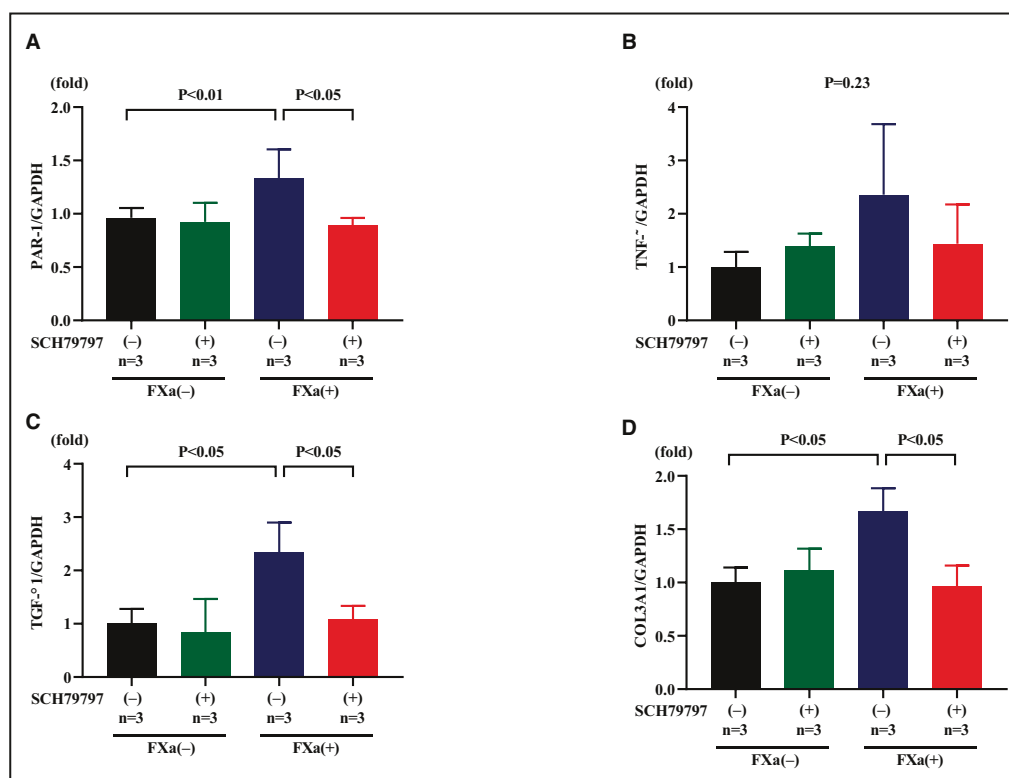 A
(fold)
P<0.01
P<0.05
2.0
1.5
1.0
0.5
0.0
PAR-1/GAPDH
SCH79797
(–) (+) (–) (+)
n=3 n=3 n=3 n=3
FXa(–) FXa(+)
B
(fold)
P=0.23
4
3
2
1
0
TNF-˜ /GAPDH
SCH79797
(–) (+) (–) (+)
n=3 n=3 n=3 n=3
FXa(–) FXa(+)
C
(fold)
P<0.05
P<0.05
4
3
2
1
0
TGF-° 1/GAPDH
SCH79797
(–) (+) (–) (+)
n=3 n=3 n=3 n=3
FXa(–) FXa(+)
D
(fold)
P<0.05
P<0.05
2.0
1.5
1.0
0.5
0.0
COL3A1/GAPDH
SCH79797
(–) (+) (–) (+)
n=3 n=3 n=3 n=3
FXa(–) FXa(+)